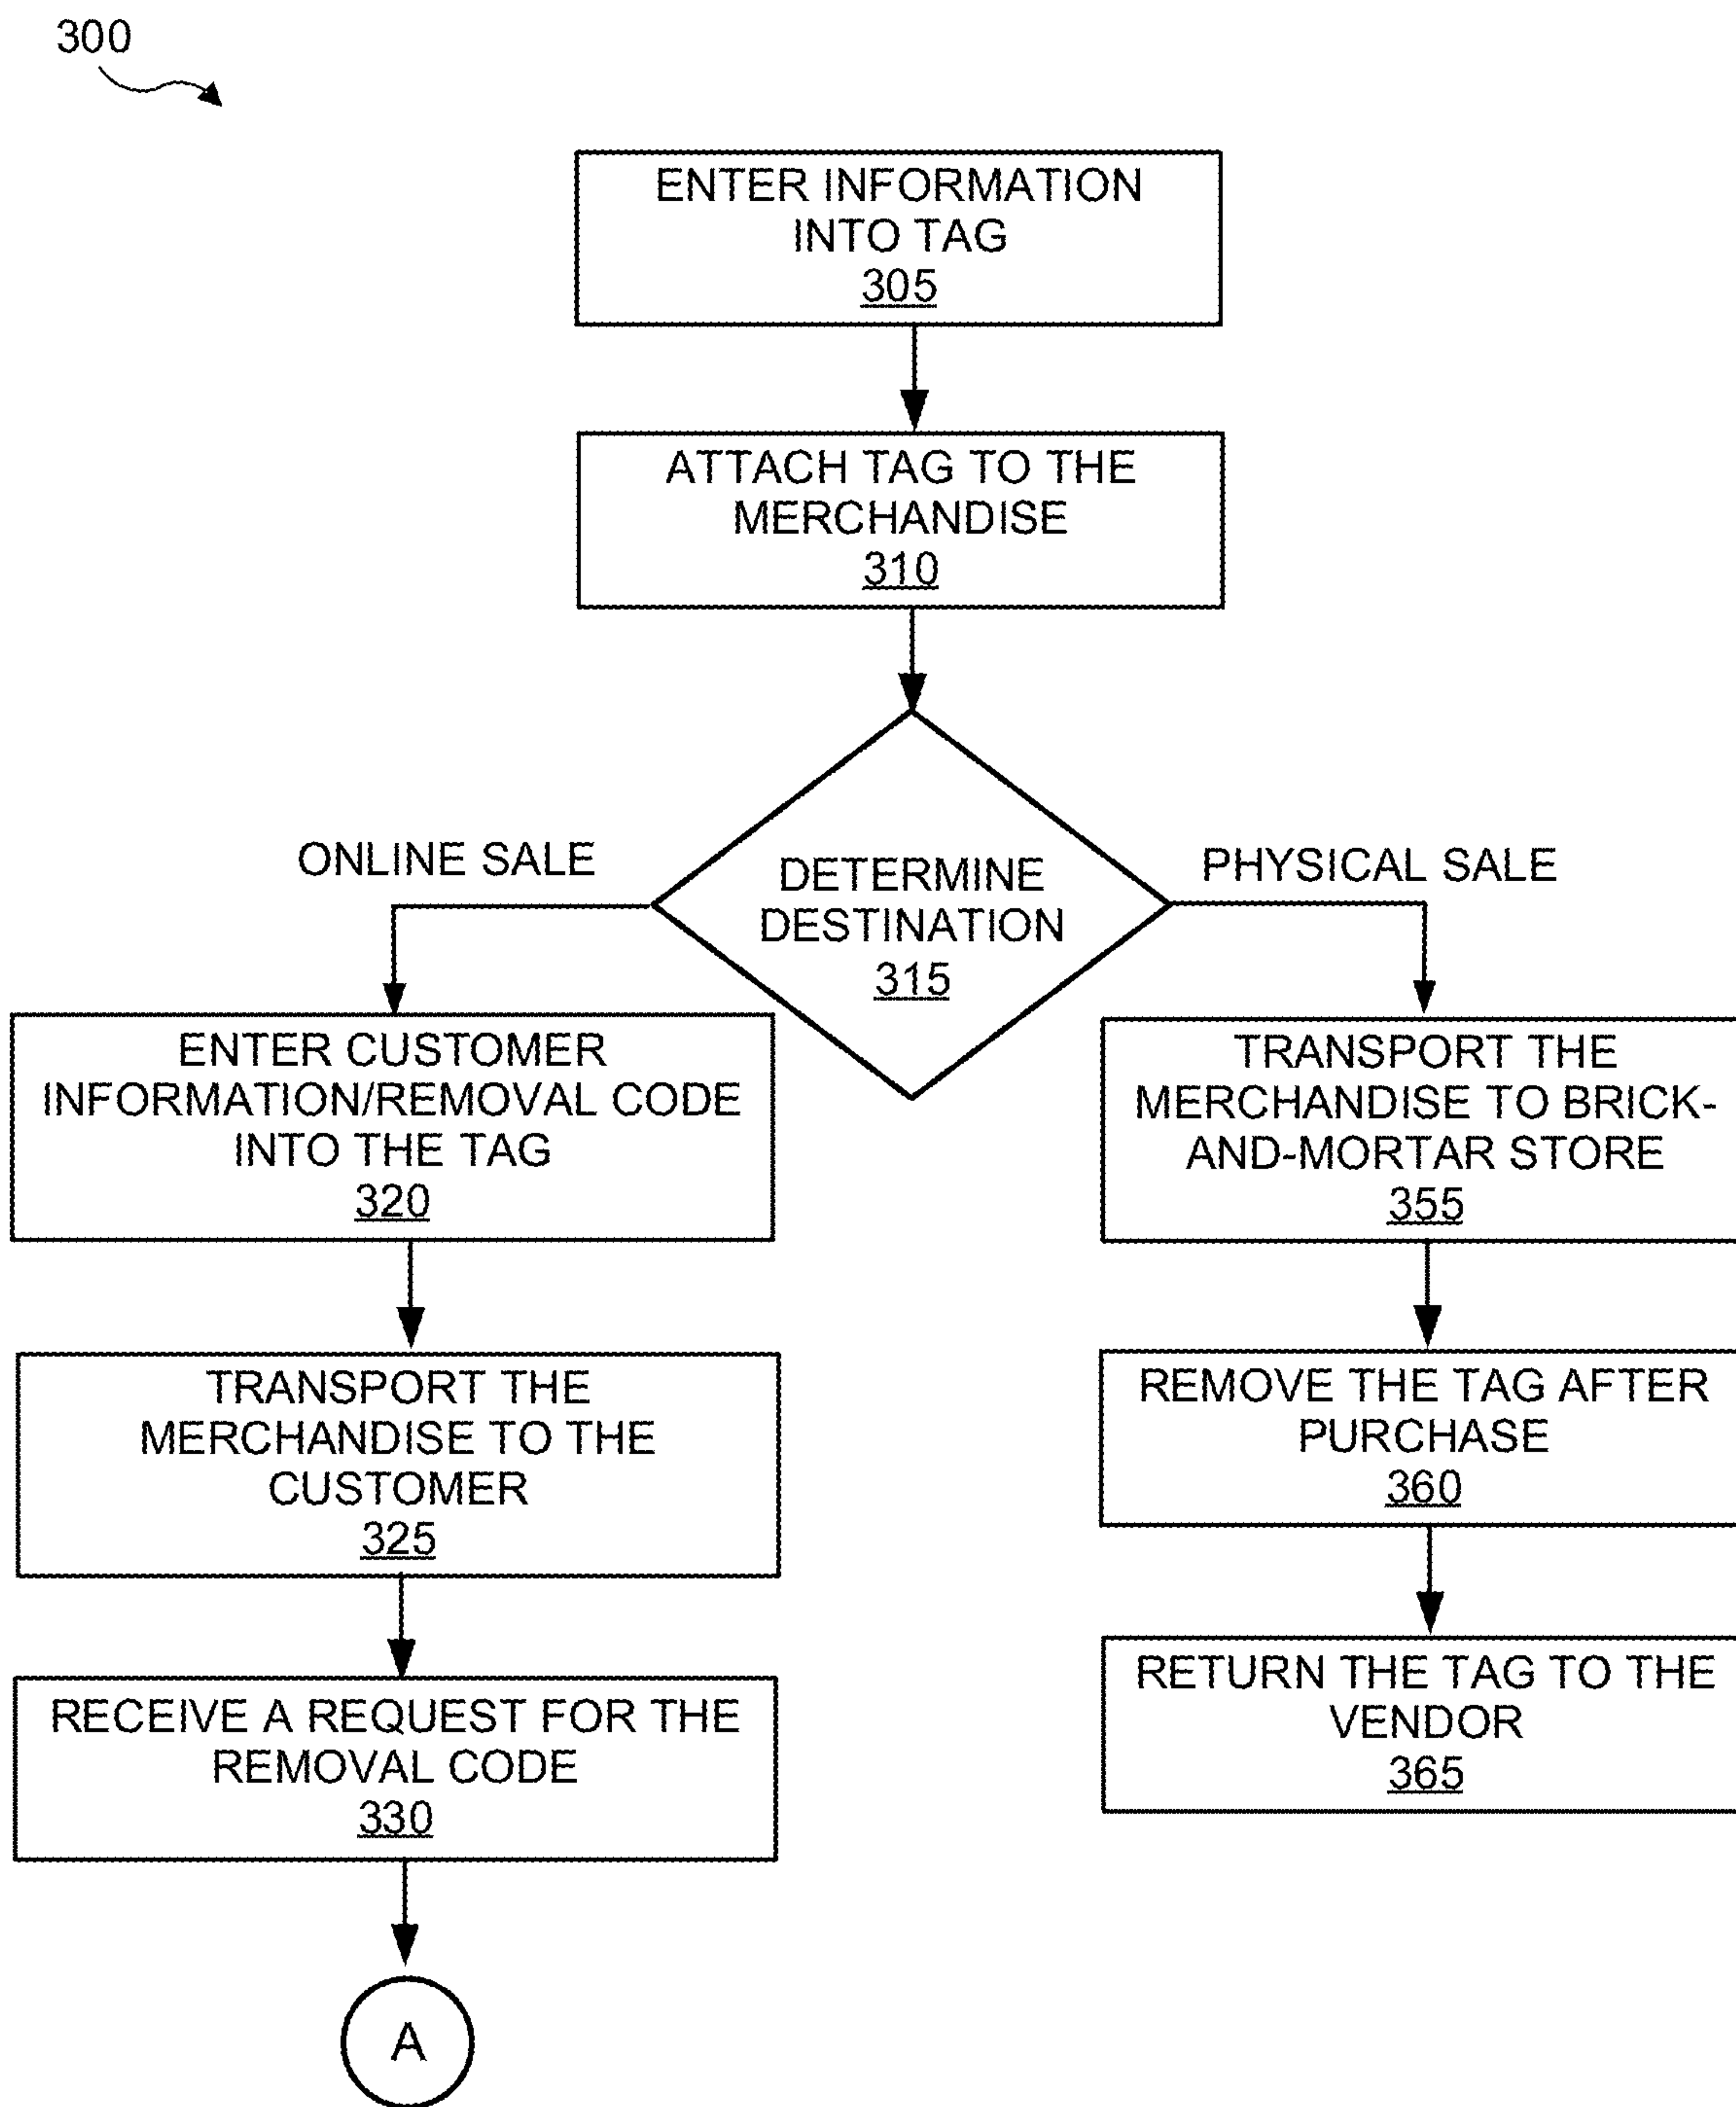 300
ENTER INFORMATION
INTO TAG
305
ATTACH TAG TO THE
MERCHANDISE
310
DETERMINE
DESTINATION
315
ONLINE SALE
PHYSICAL SALE
ENTER CUSTOMER
INFORMATION/REMOVAL CODE
INTO THE TAG
320
TRANSPORT THE
MERCHANDISE TO THE
CUSTOMER
325
RECEIVE A REQUEST FOR THE
REMOVAL CODE
330
A
TRANSPORT THE
MERCHANDISE TO BRICK-
AND-MORTAR STORE
355
REMOVE THE TAG AFTER
PURCHASE
360
RETURN THE TAG TO THE
VENDOR
365